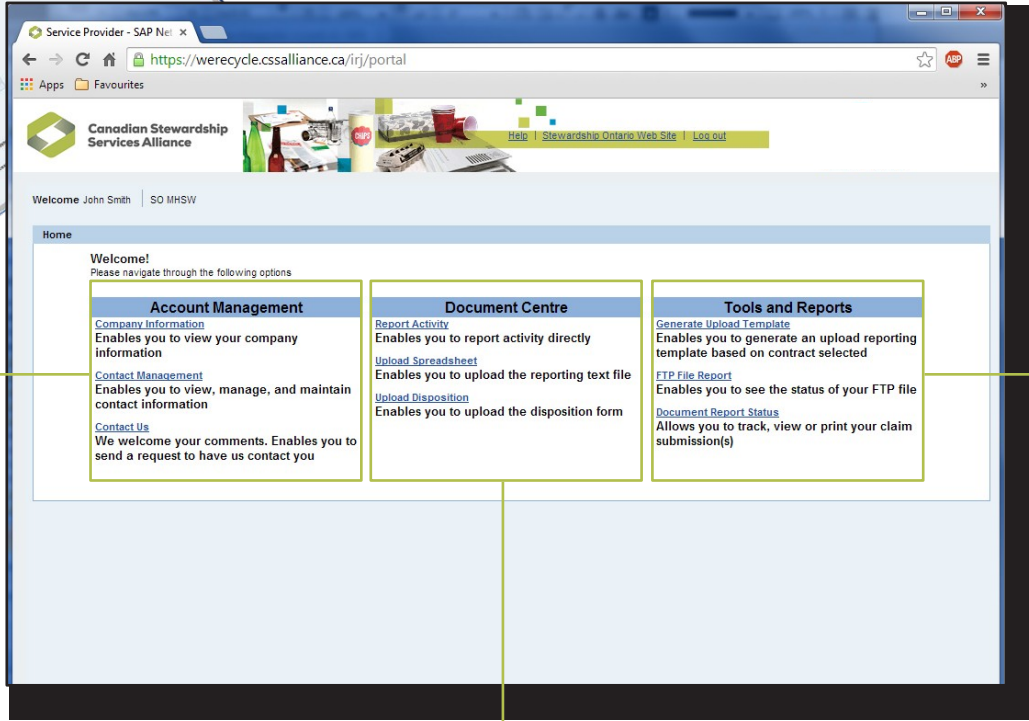 Service Provider - SAP Net
https://werecycle.cssalliance.ca/irj/portal
ABP
Apps Favourites »
Canadian Stewardship
Services Alliance
CHIPS
Help | Stewardship Ontario Web Site | Log out
Welcome John Smith SO MHSW
Home
Welcome!
Please navigate through the following options
Account Management
Company Information
Enables you to view your company
information
Contact Management
Enables you to view, manage, and maintain
contact information
Contact Us
We welcome your comments. Enables you to
send a request to have us contact you
Document Centre
Report Activity
Enables you to report activity directly
Upload Spreadsheet
Enables you to upload the reporting text file
Upload Disposition
Enables you to upload the disposition form
Tools and Reports
Generate Upload Template
Enables you to generate an upload reporting
template based on contract selected
FTP File Report
Enables you to see the status of your FTP file
Document Report Status
Allows you to track, view or print your claim
submission(s)